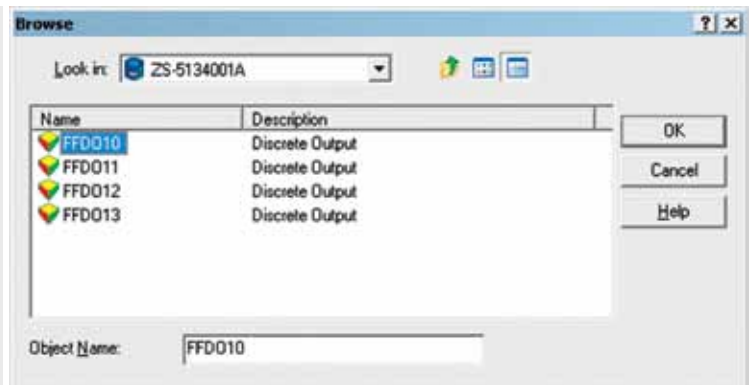 Browse
Look in: ZS-5134001A
Name Description
FFDO10 Discrete Output
FFDO11 Discrete Output
FFDO12 Discrete Output
FFDO13 Discrete Output
OK
Cancel
Help
Object Name: FFDO10